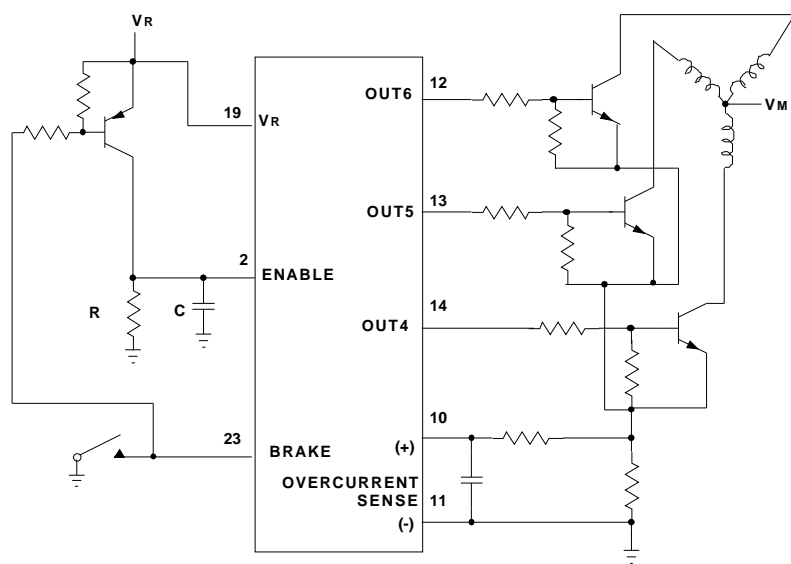 VR
12
OUT6
19
VR
VM
13
OUT5
2
ENABLE
14
R
C
OUT4
10
23
(+)
BRAKE
OVERCURRENT
SENSE
11
(-)